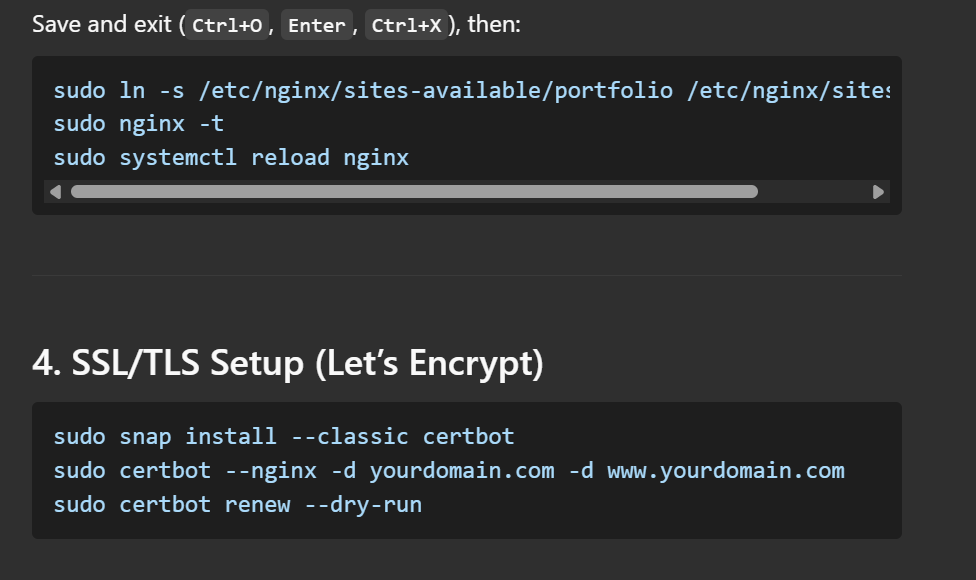 Save and exit (Ctrl+O, Enter, Ctrl+X), then:
sudo ln -s /etc/nginx/sites-available/portfolio /etc/nginx/sites
sudo nginx -t
sudo systemctl reload nginx
4. SSL/TLS Setup (Let’s Encrypt)
sudo snap install --classic certbot
sudo certbot --nginx -d yourdomain.com -d www.yourdomain.com
sudo certbot renew --dry-run